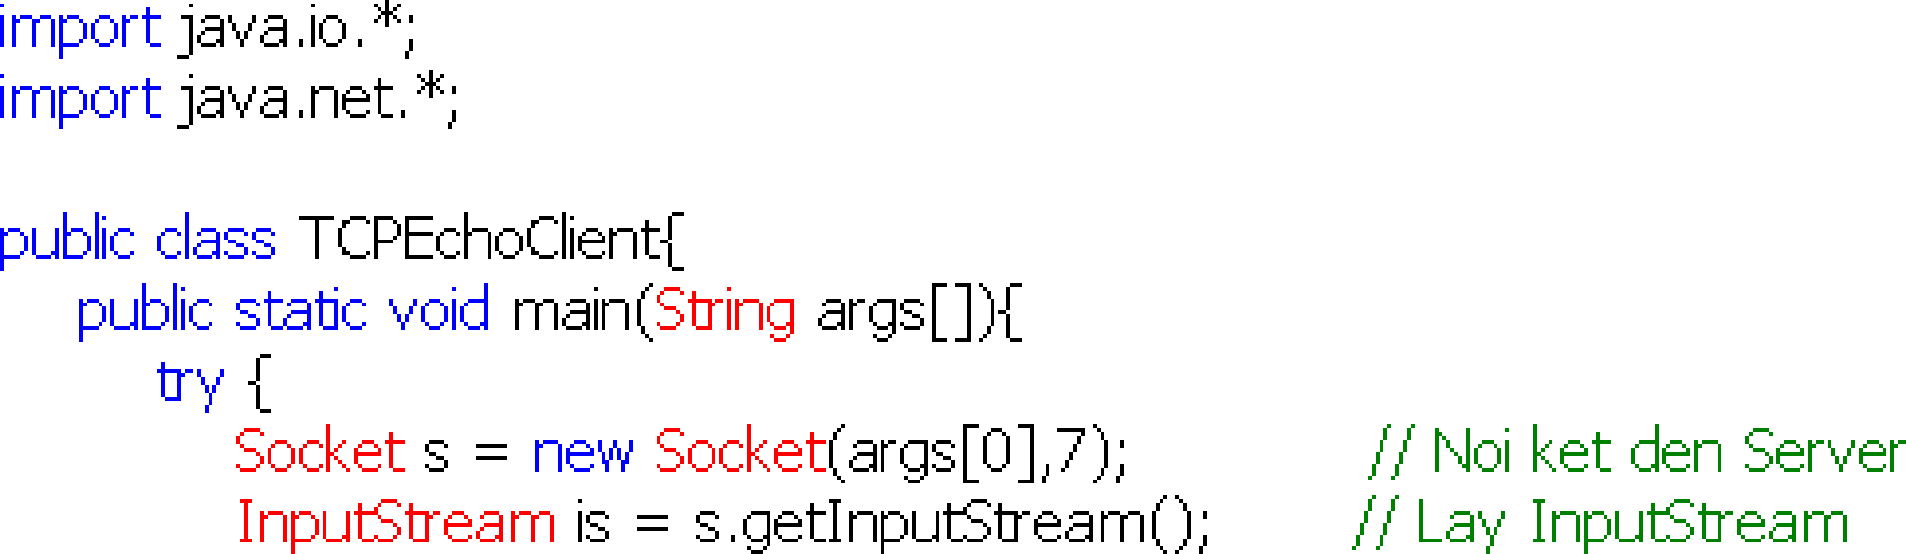 import java.io.*;
import java.net.*;
public class TCPEchoClient{
public static void main(String args[]){
try {
Socket s = new Socket(args[0],7); // Noi ket den Server
InputStream is = s.getInputStream(); // Lay InputStream